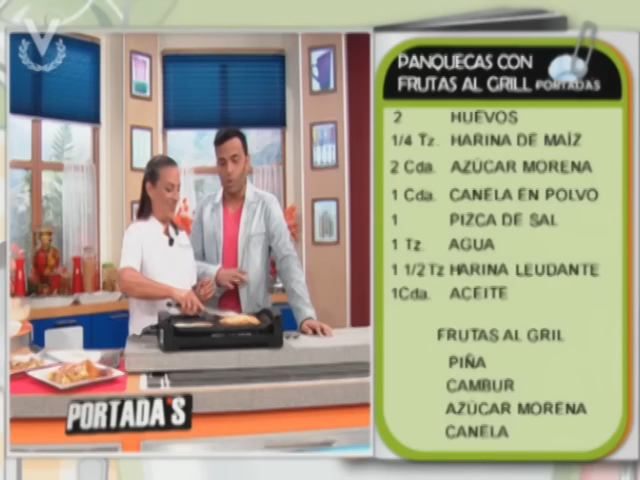 V
PANQUECAS CON
FRUTAS AL GRILL PORTADA'S
2 HUEVOS
1/4 Tz. HARINA DE MAÍZ
2 Cda. AZÚCAR MORENA
1 Cda. CANELA EN POLVO
1 PIZCA DE SAL
1 Tz. AGUA
1 1/2 Tz HARINA LEUDANTE
1Cda. ACEITE
FRUTAS AL GRIL
PIÑA
CAMBUR
AZÚCAR MORENA
CANELA
PORTADA'S